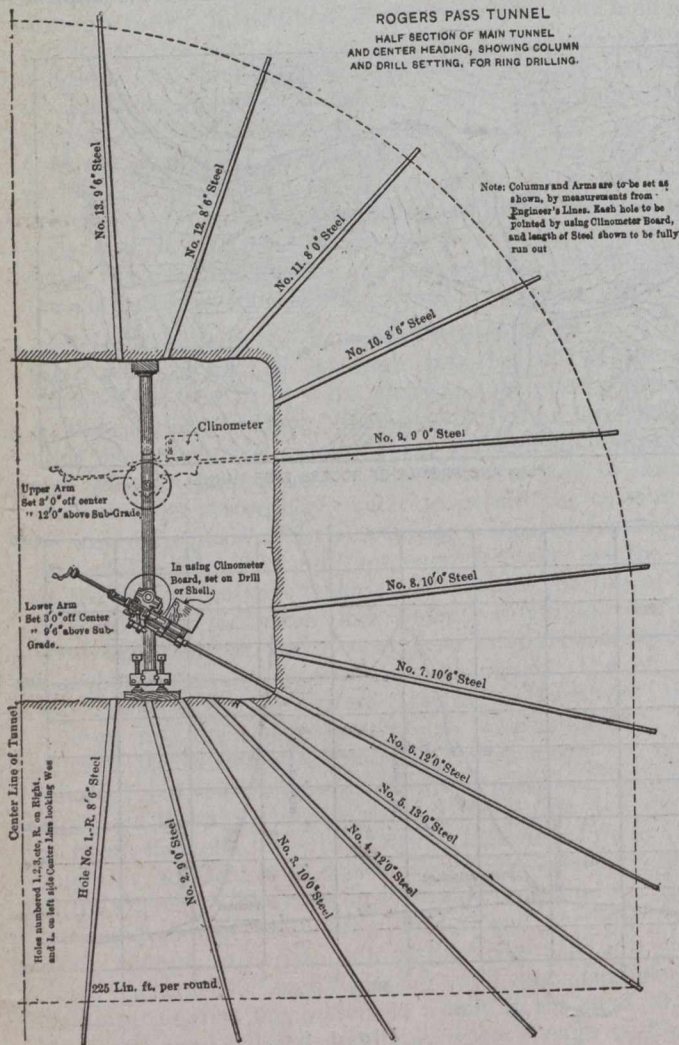 ROGERS PASS TUNNEL
HALF SECTION OF MAIN TUNNEL
AND CENTER HEADING, SHOWING COLUMN
AND DRILL SETTING, FOR RING DRILLING.
Note: Columns and Arms are to be set as
shown, by measurements from
Engineer's Lines. Each hole to be
pointed by using Clinometer Board,
and length of Steel shown to be fully
run out
No. 13. 9'6" Steel
No. 12. 8'6" Steel
No. 11. 8'0" Steel
No. 10. 8'6" Steel
No. 9. 9 0" Steel
Clinometer
Upper Arm
Set 3'0" off center
" 12'0" above Sub-Grade
In using Clinometer
Board, set on Drill
or Shell.
No. 8. 10'0" Steel
Lower Arm
Set 3'0" off Center
" 9'6" above Sub-
Grade.
No. 7. 10'6" Steel
No. 6. 12'0" Steel
No. 5. 13'0" Steel
No. 4. 12'0" Steel
No. 3. 10'0" Steel
No. 2. 9 0" Steel
Hole No. 1.-R. 8'6" Steel
Center Line of Tunnel
Holes numbered 1.2.3, etc, R. on Right.
and L. on left side Center Line looking Wes
225 Lin. ft. per round.